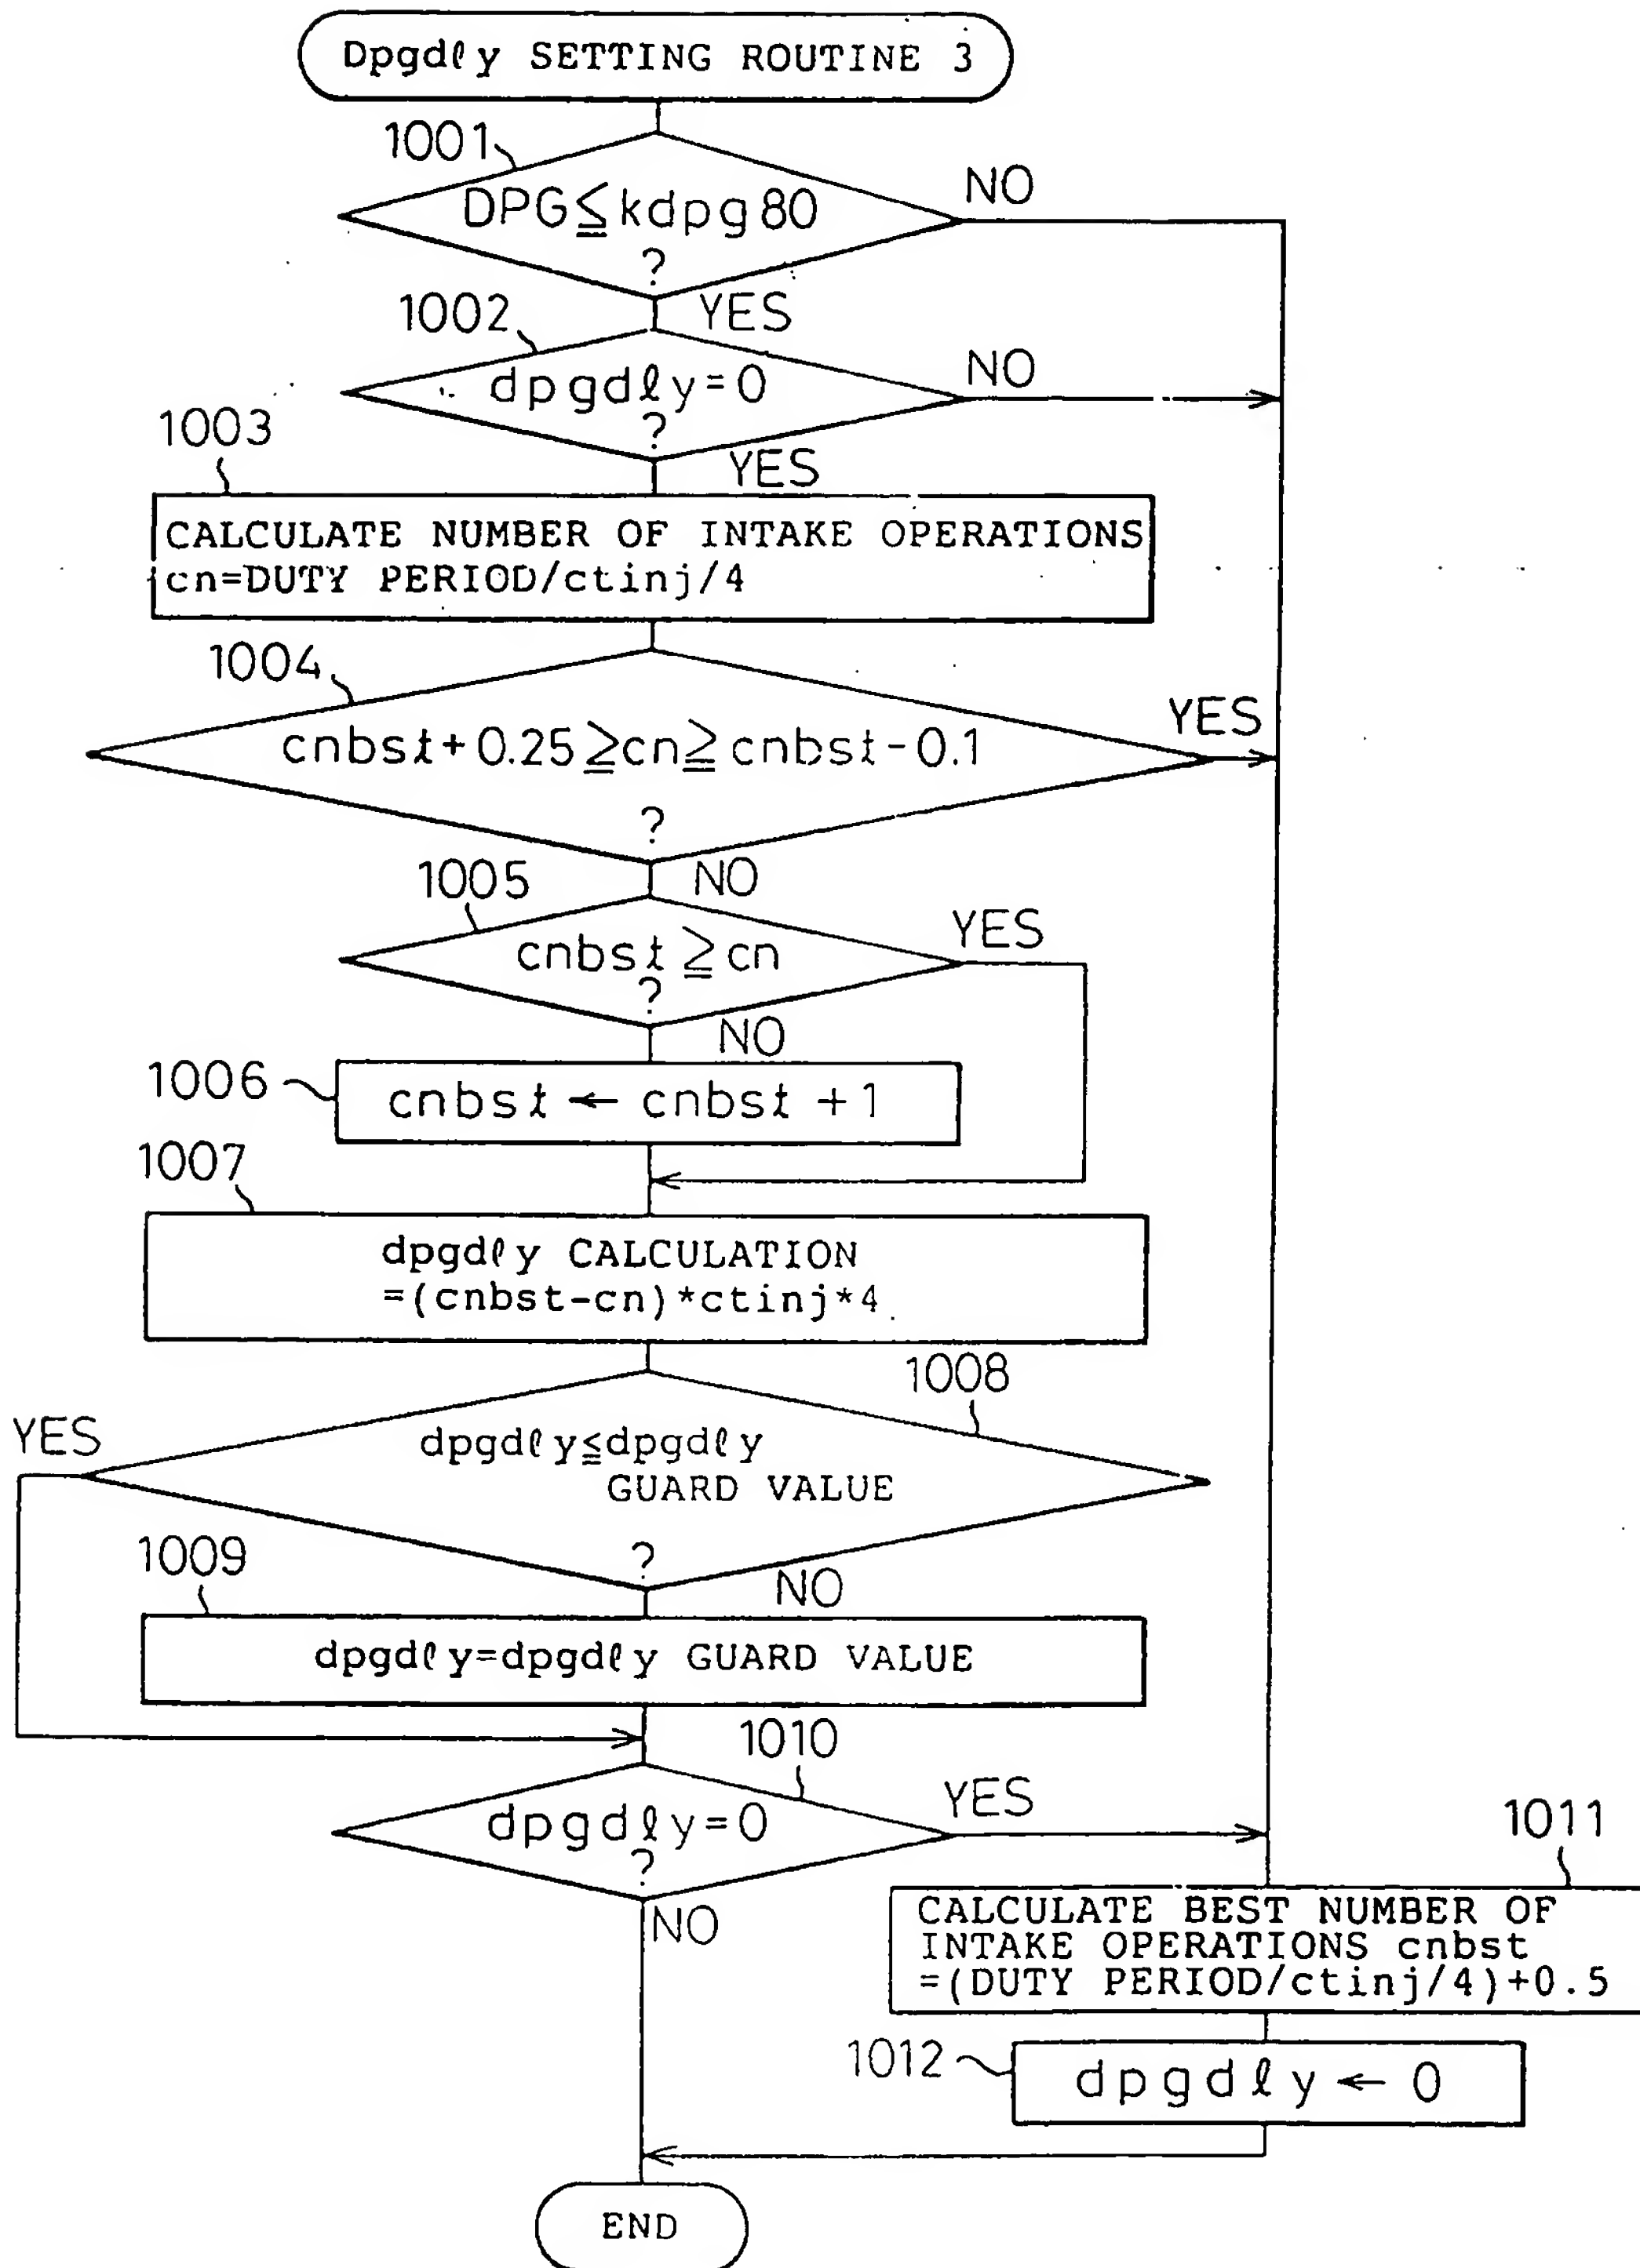 Dpgdℓy SETTING ROUTINE 3
1001
DPG≦kdpg80
?
NO
YES
1002
dpgdℓy=0
?
NO
YES
1003
CALCULATE NUMBER OF INTAKE OPERATIONS
cn=DUTY PERIOD/ctinj/4
1004
cnbst+0.25≧cn≧cnbst-0.1
?
YES
NO
1005
cnbst≧cn
?
YES
NO
1006
cnbst ← cnbst +1
1007
dpgdℓy CALCULATION
=(cnbst-cn)*ctinj*4
1008
dpgdℓy≦dpgdℓy
GUARD VALUE
?
YES
NO
1009
dpgdℓy=dpgdℓy GUARD VALUE
1010
dpgdℓy=0
?
YES
NO
1011
CALCULATE BEST NUMBER OF
INTAKE OPERATIONS cnbst
=(DUTY PERIOD/ctinj/4)+0.5
1012
dpgdℓy ← 0
END